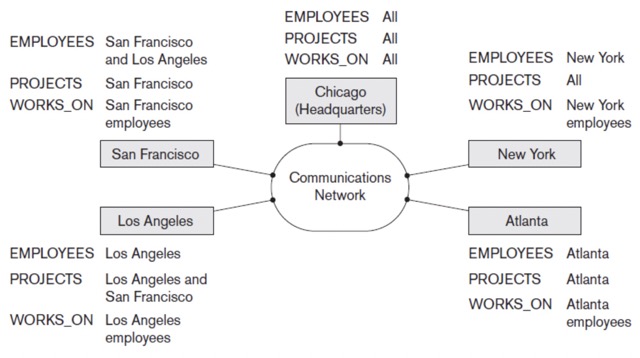 EMPLOYEES All
PROJECTS All
WORKS_ON All
Chicago
(Headquarters)
EMPLOYEES San Francisco
and Los Angeles
PROJECTS San Francisco
WORKS_ON San Francisco
employees
San Francisco
EMPLOYEES New York
PROJECTS All
WORKS_ON New York
employees
New York
Communications
Network
Los Angeles
EMPLOYEES Los Angeles
PROJECTS Los Angeles and
San Francisco
WORKS_ON Los Angeles
employees
Atlanta
EMPLOYEES Atlanta
PROJECTS Atlanta
WORKS_ON Atlanta
employees